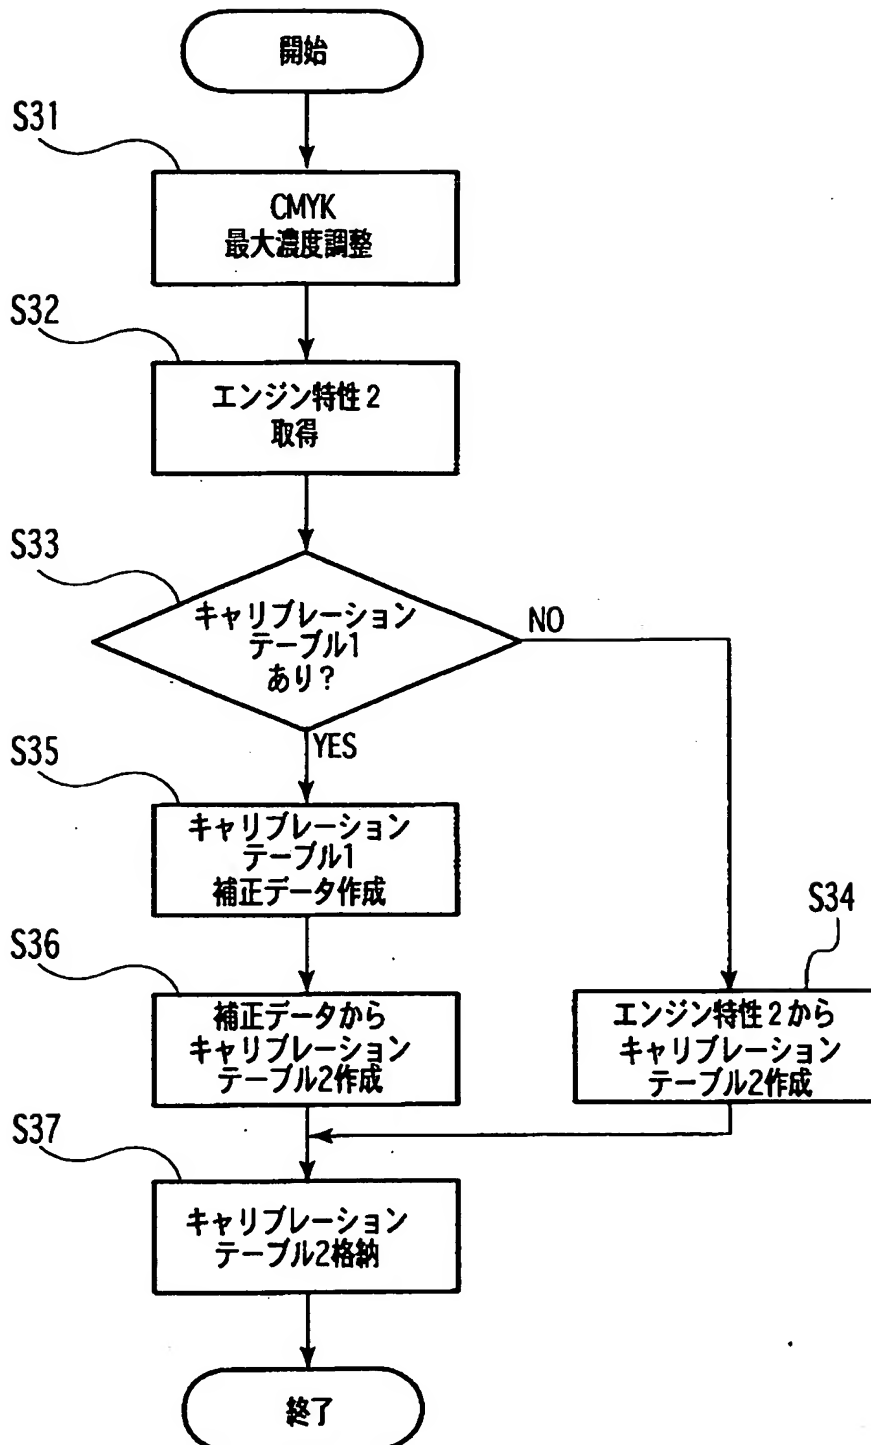 開始
S31
CMYK
最大濃度調整
S32
エンジン特性2
取得
S33
キャリブレーション
テーブル1
あり?
NO
YES
S35
キャリブレーション
テーブル1
補正データ作成
S34
エンジン特性2から
キャリブレーション
テーブル2作成
S36
補正データから
キャリブレーション
テーブル2作成
S37
キャリブレーション
テーブル2格納
終了